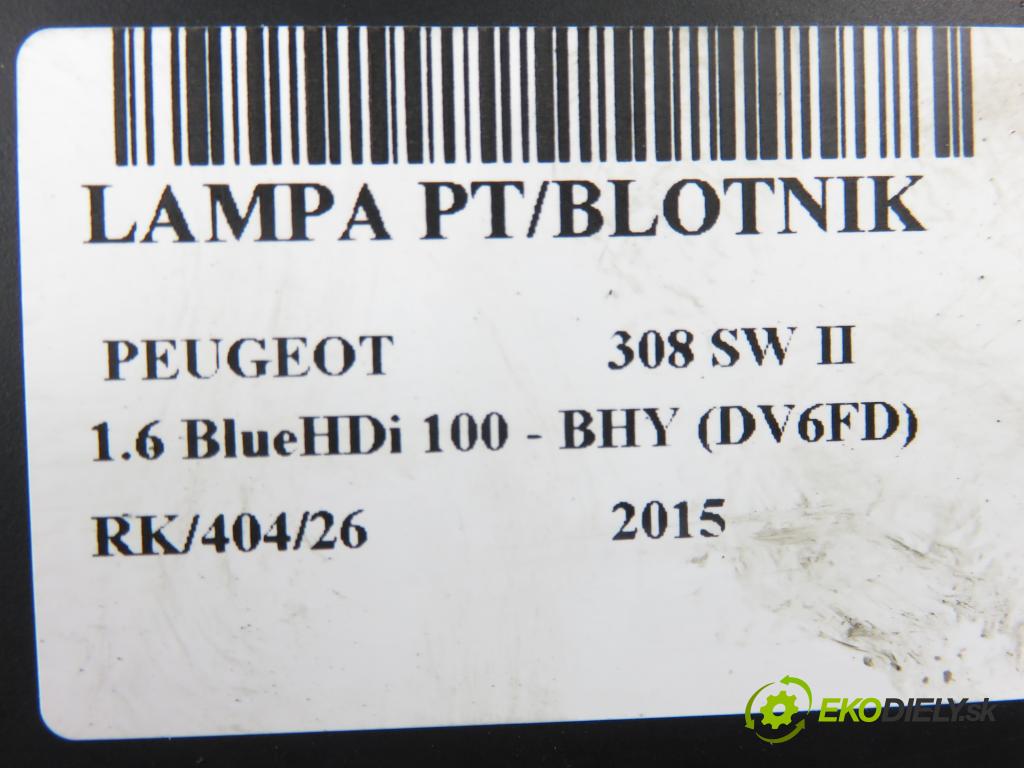 LAMPA PT/BLOTNIK
PEUGEOT 308 SW II
1.6 BlueHDi 100 - BHY (DV6FD)
RK/404/26 2015
EKODIELY.sk